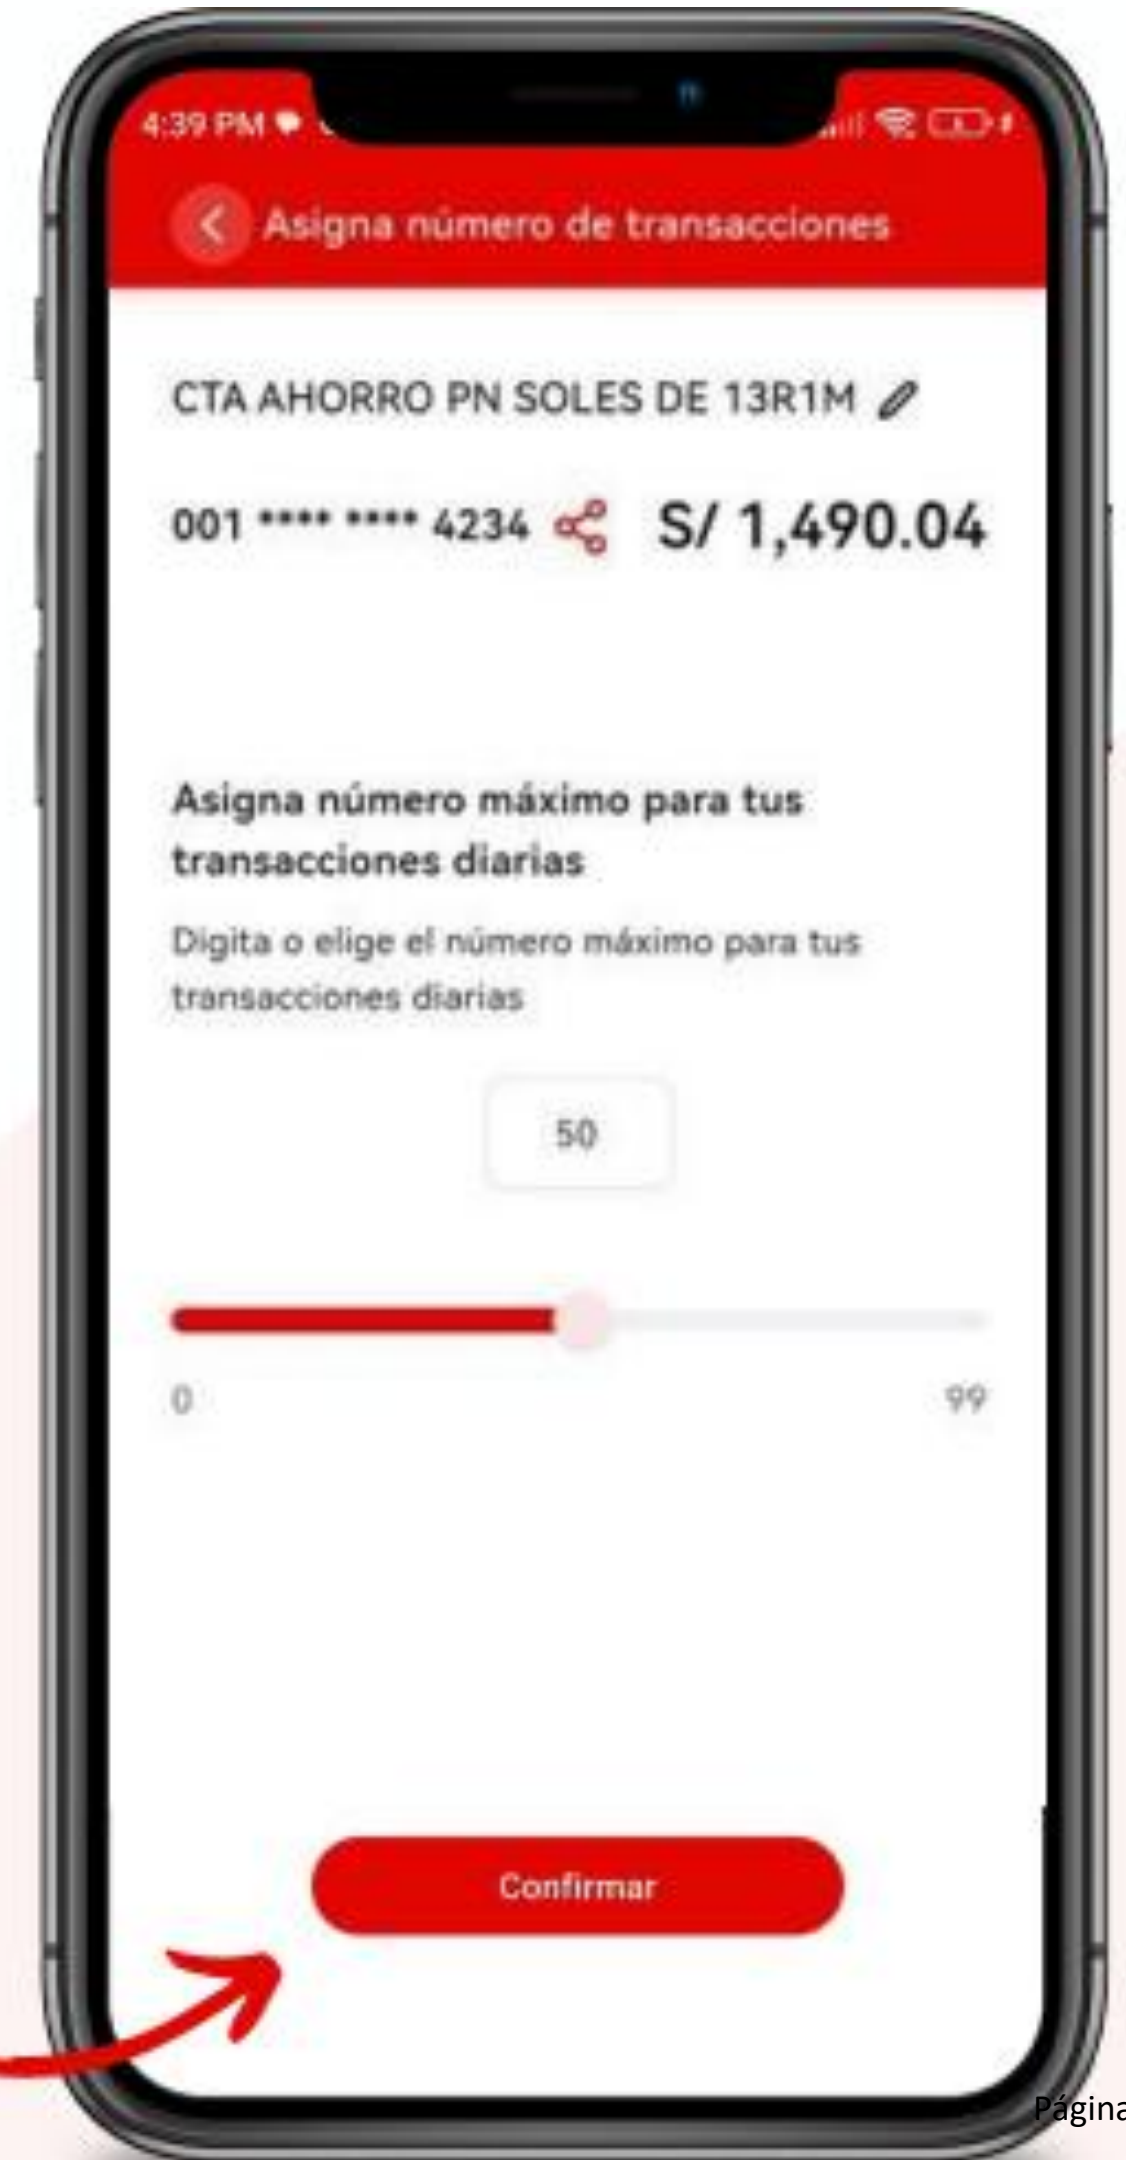 4:39 PM
Asigna número de transacciones
CTA AHORRO PN SOLES DE 13R1M
001 **** **** 4234 S/ 1,490.04
Asigna número máximo para tus
transacciones diarias
Digita o elige el número máximo para tus
transacciones diarias
50
0 99
Confirmar
Página